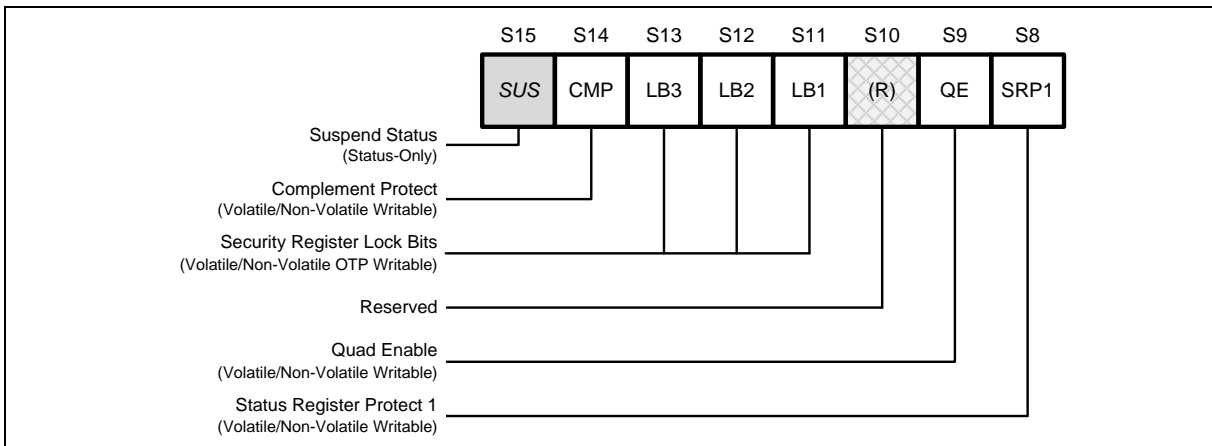 S15 S14 S13 S12 S11 S10 S9 S8
SUS CMP LB3 LB2 LB1 (R) QE SRP1
Suspend Status
(Status-Only)
Complement Protect
(Volatile/Non-Volatile Writable)
Security Register Lock Bits
(Volatile/Non-Volatile OTP Writable)
Reserved
Quad Enable
(Volatile/Non-Volatile Writable)
Status Register Protect 1
(Volatile/Non-Volatile Writable)